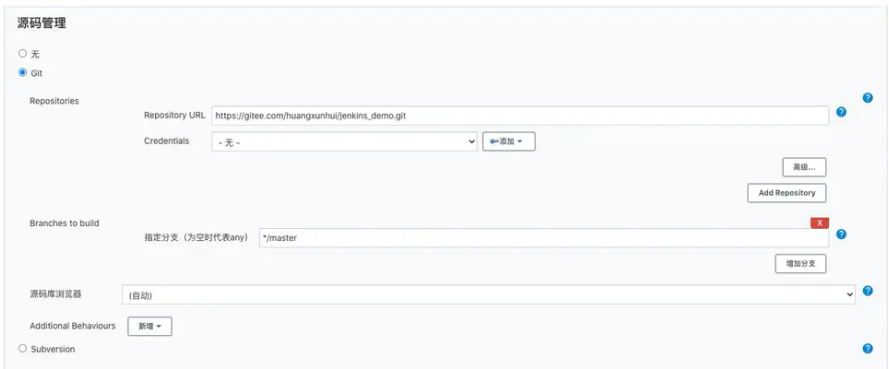 源码管理
无
Git
Repositories
Repository URL https://gitee.com/huangxunhui/jenkins_demo.git
Credentials - 无 - 添加
高级...
Add Repository
Branches to build
X
指定分支（为空时代表any） */master
增加分支
源码库浏览器 (自动)
Additional Behaviours 新增
Subversion